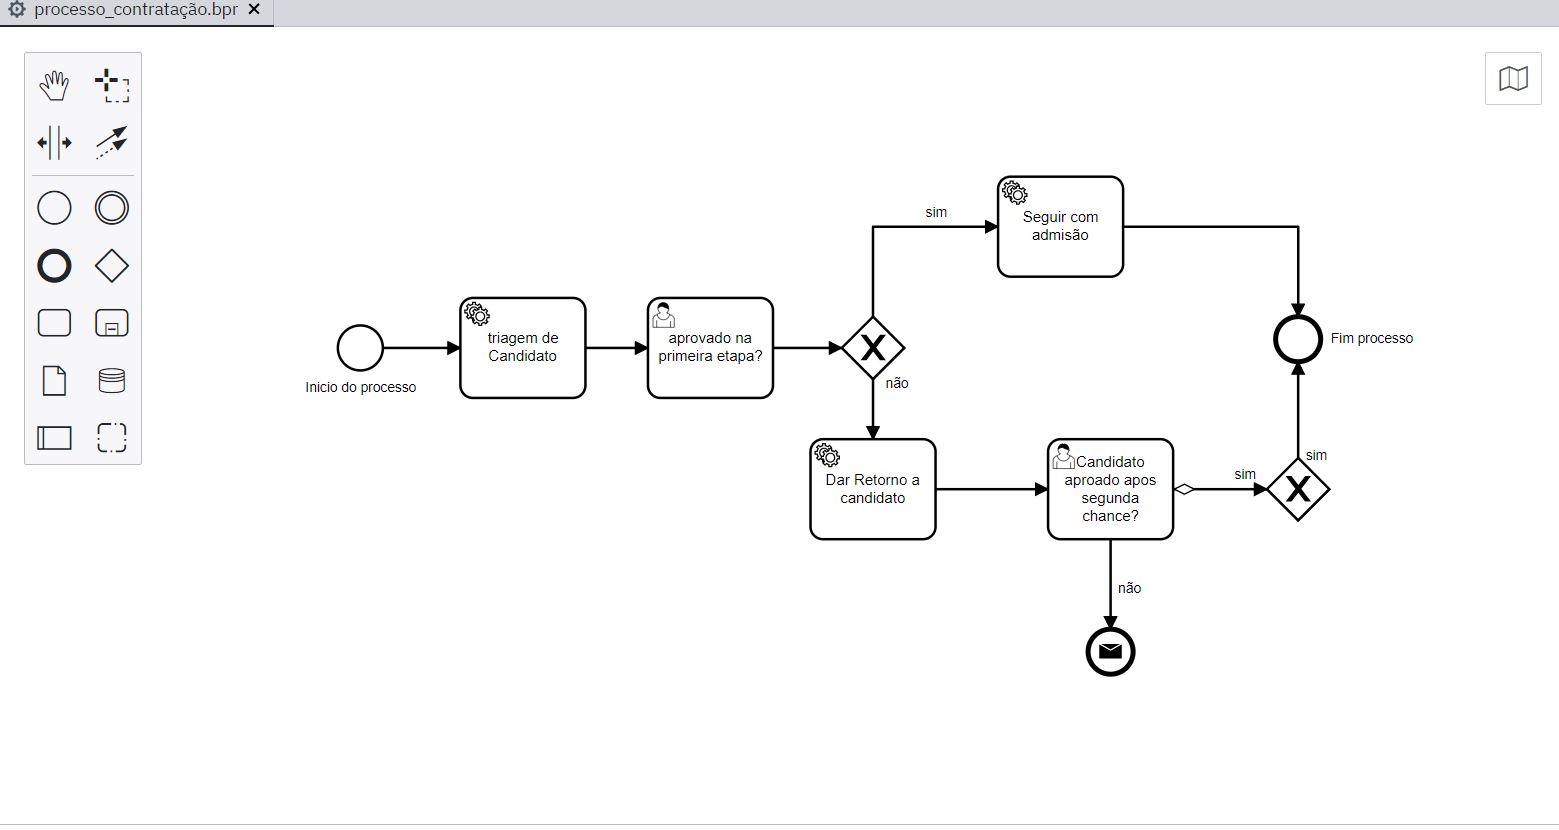 processo_contratação.bpr
sim
Seguir com
admisão
triagem de
Candidato
aprovado na
primeira etapa?
Inicio do processo
não
Fim processo
Dar Retorno a
candidato
Candidato
aproado apos
segunda
chance?
sim
sim
não